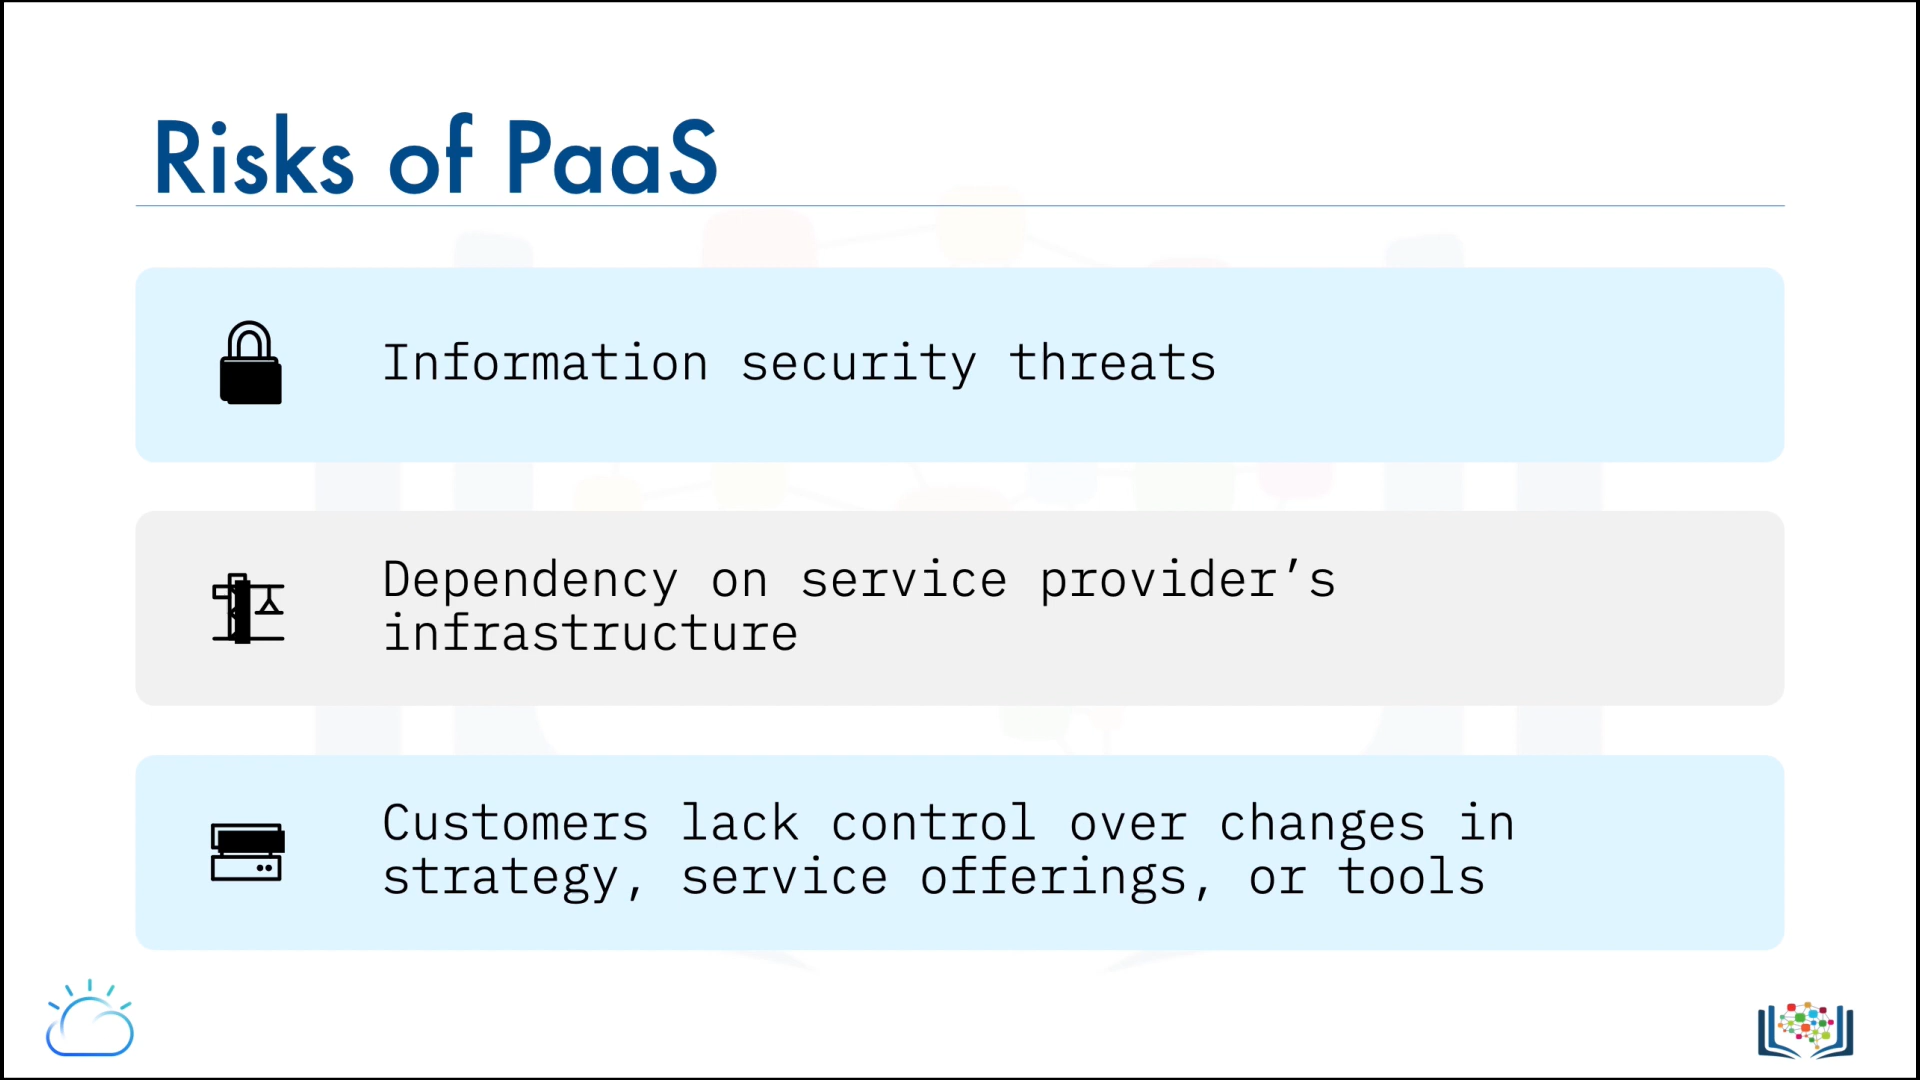 Risks of PaaS
Information security threats
Dependency on service provider’s
infrastructure
Customers lack control over changes in
strategy, service offerings, or tools